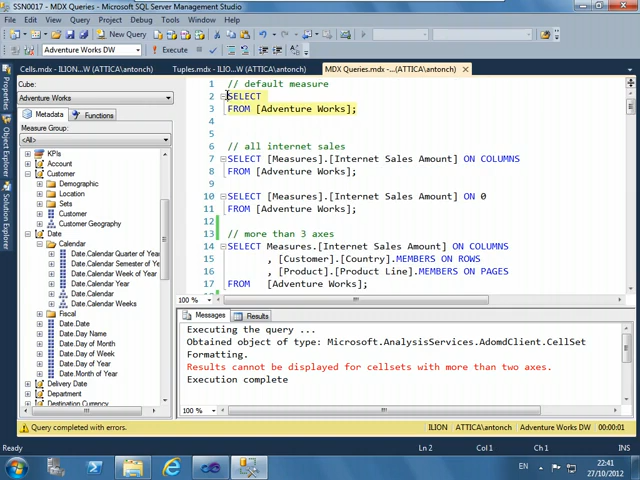 SSN0017 - MDX Queries - Microsoft SQL Server Management Studio
File Edit View Query Project Debug Tools Window Help
New Query
Adventure Works DW Execute
Cells.mdx - ILION...W (ATTICA\antonch) Tuples.mdx - ILIO...W (ATTICA\antonch) MDX Queries.mdx -...(ATTICA\antonch)
Cube:
Adventure Works
Metadata Functions
Measure Group:
<All>
KPIs
Account
Customer
Demographic
Location
Sets
Customer
Customer Geography
Date
Calendar
Date.Calendar Quarter of Year
Date.Calendar Semester of Year
Date.Calendar Week of Year
Date.Calendar Year
Date.Calendar
Date.Calendar Weeks
Fiscal
Date.Date
Date.Day Name
Date.Day of Month
Date.Day of Week
Date.Day of Year
Date.Month of Year
Delivery Date
Department
Destination Currency
Properties
Object Explorer
Solution Explorer
1 // default measure
2 SELECT
3 FROM [Adventure Works];
4
5
6 // all internet sales
7 SELECT [Measures].[Internet Sales Amount] ON COLUMNS
8 FROM [Adventure Works];
9
10 SELECT [Measures].[Internet Sales Amount] ON 0
11 FROM [Adventure Works];
12
13 // more than 3 axes
14 SELECT Measures.[Internet Sales Amount] ON COLUMNS
15 , [Customer].[Country].MEMBERS ON ROWS
16 , [Product].[Product Line].MEMBERS ON PAGES
17 FROM [Adventure Works];
100 %
Messages Results
Executing the query ...
Obtained object of type: Microsoft.AnalysisServices.AdomdClient.CellSet
Formatting.
Results cannot be displayed for cellsets with more than two axes.
Execution complete
100 %
Query completed with errors. ILION ATTICA\antonch Adventure Works DW 00:00:01
Ready Ln 2 Col 1 Ch 1
EN 22:41
27/10/2012